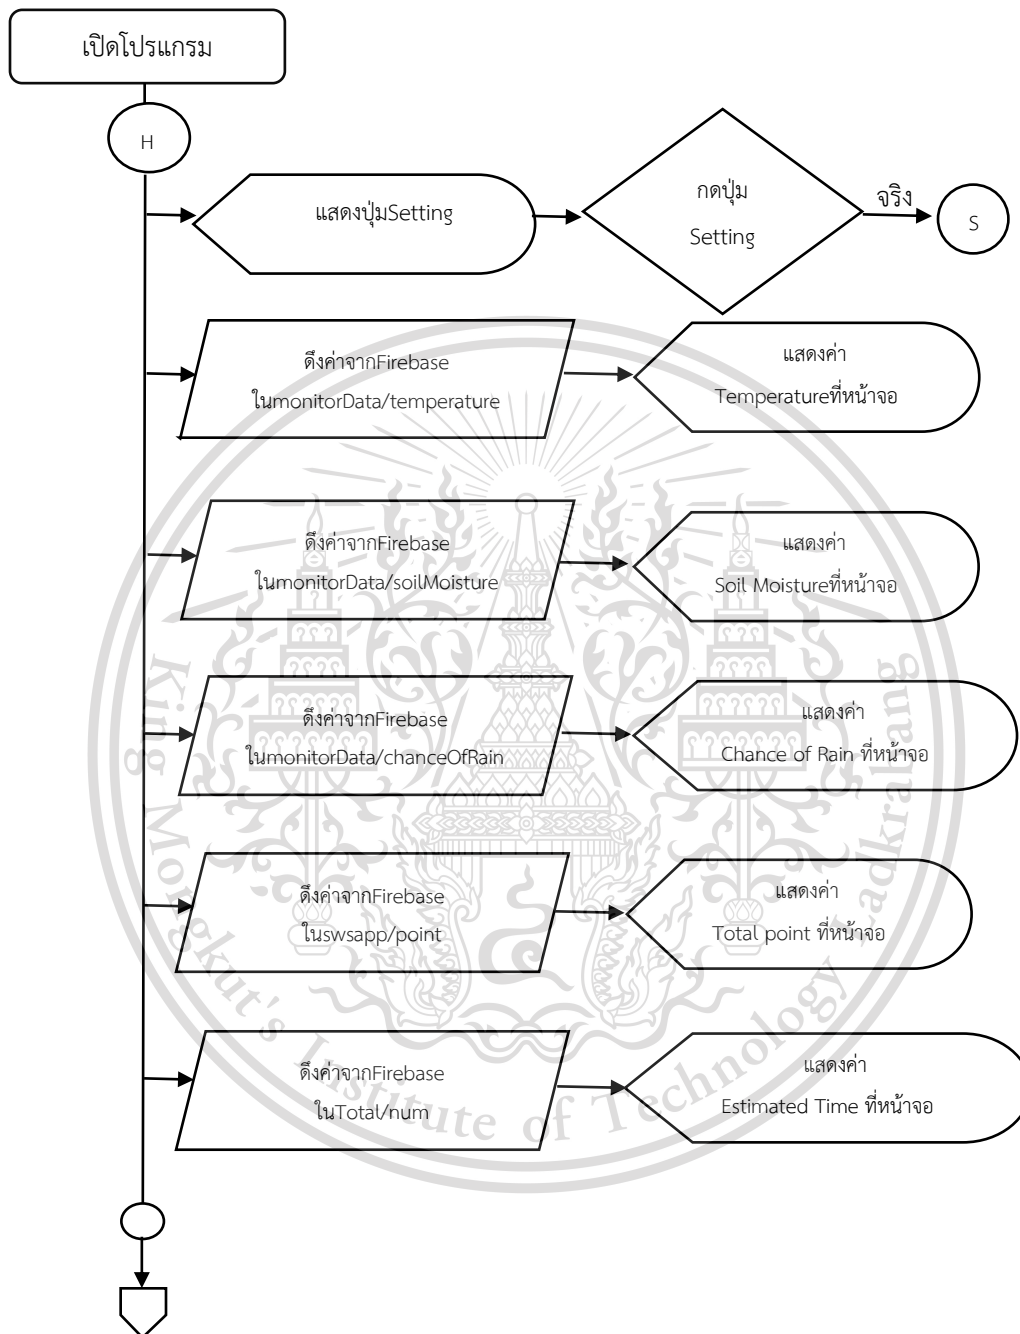 เปิดโปรแกรม
H
แสดงปุ่มSetting
กดปุ่ม
Setting
จริง
S
ดึงค่าจากFirebase
ในmonitorData/temperature
แสดงค่า
Temperatureที่หน้าจอ
ดึงค่าจากFirebase
ในmonitorData/soilMoisture
แสดงค่า
Soil Moistureที่หน้าจอ
ดึงค่าจากFirebase
ในmonitorData/chanceOfRain
แสดงค่า
Chance of Rain ที่หน้าจอ
ดึงค่าจากFirebase
ในswsapp/point
แสดงค่า
Total point ที่หน้าจอ
ดึงค่าจากFirebase
ในTotal/num
แสดงค่า
Estimated Time ที่หน้าจอ
King Mongkut's Institute of Technology Ladkrabang